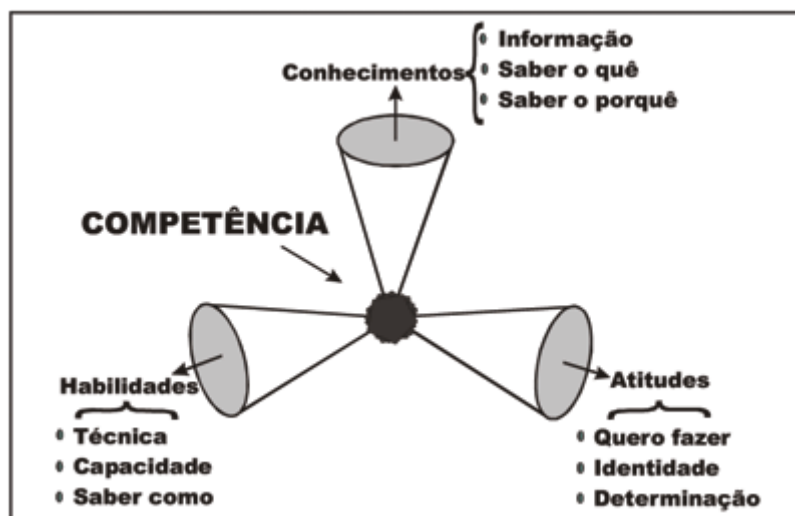 Conhecimentos
Informação
Saber o quê
Saber o porquê
COMPETÊNCIA
Habilidades
Técnica
Capacidade
Saber como
Atitudes
Quero fazer
Identidade
Determinação